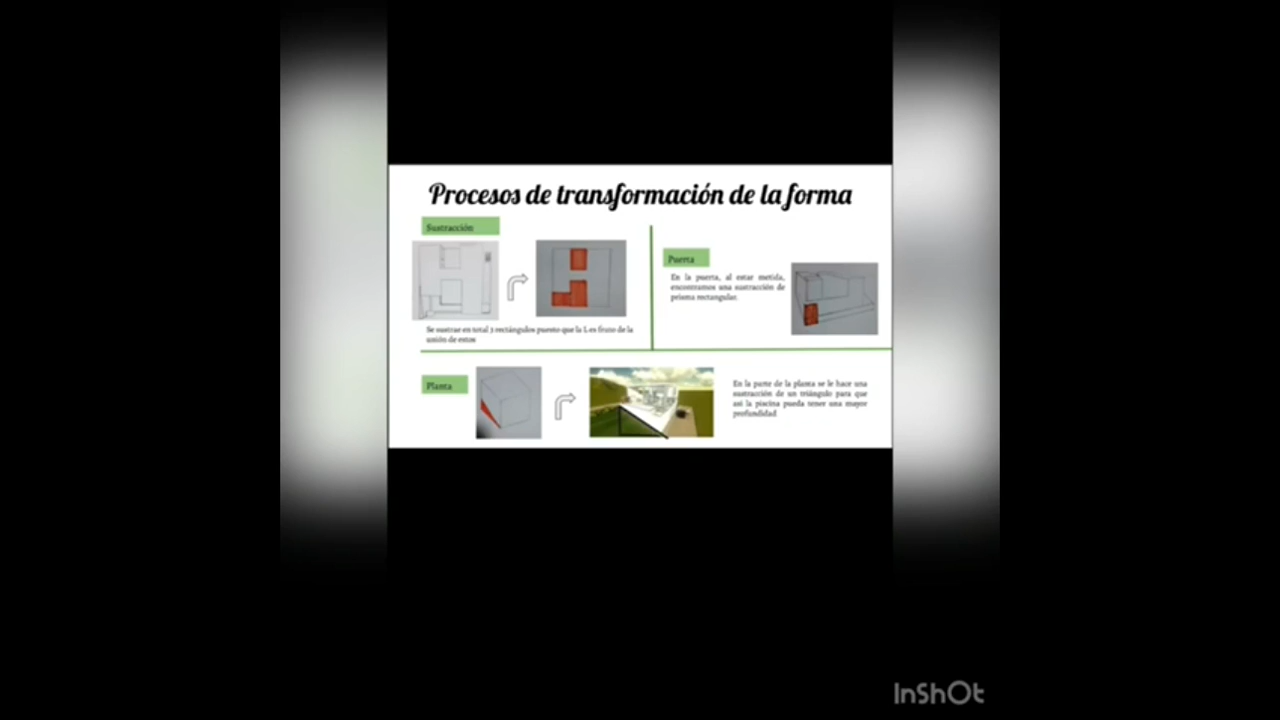 Procesos de transformación de la forma
Sustracción
Se sustrae en total 3 rectángulos puesto que la L es fruto de la
unión de estos
Puerta
En la puerta, al estar metida,
encontramos una sustracción de
prisma rectangular.
Planta
En la parte de la planta se le hace una
sustracción de un triángulo para que
así la piscina pueda tener una mayor
profundidad
InShOt